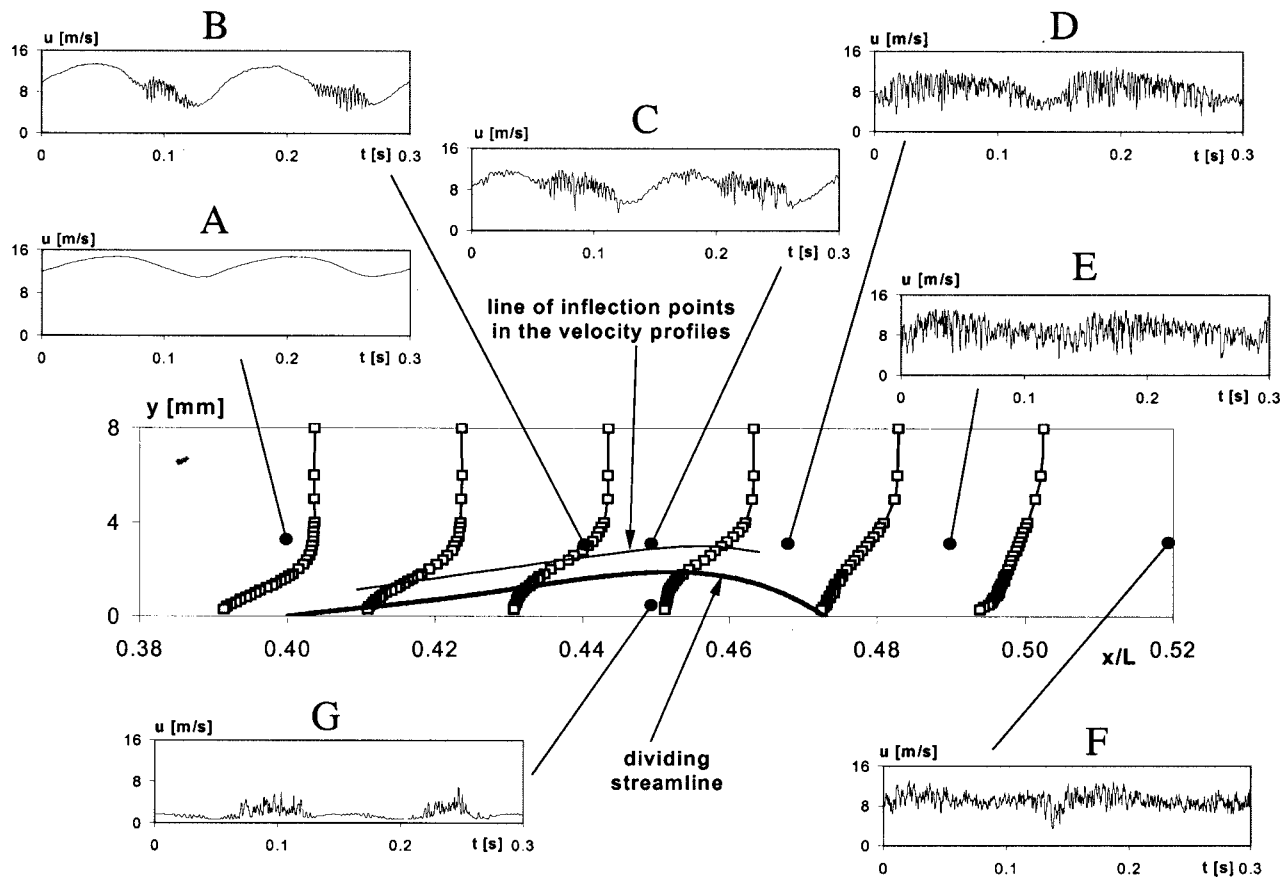 B
u [m/s]
16
8
0
0 0.1 0.2 t [s] 0.3
D
u [m/s]
16
8
0
0 0.1 0.2 t [s] 0.3
C
u [m/s]
16
8
0
0 0.1 0.2 t [s] 0.3
A
u [m/s]
16
8
0
0 0.1 0.2 t [s] 0.3
E
u [m/s]
16
8
0
0 0.1 0.2 t [s] 0.3
line of inflection points
in the velocity profiles
y [mm]
8
4
0
0.38 0.40 0.42 0.44 0.46 0.48 0.50 x/L 0.52
G
u [m/s]
16
8
0
0 0.1 0.2 t [s] 0.3
dividing
streamline
F
u [m/s]
16
8
0
0 0.1 0.2 t [s] 0.3